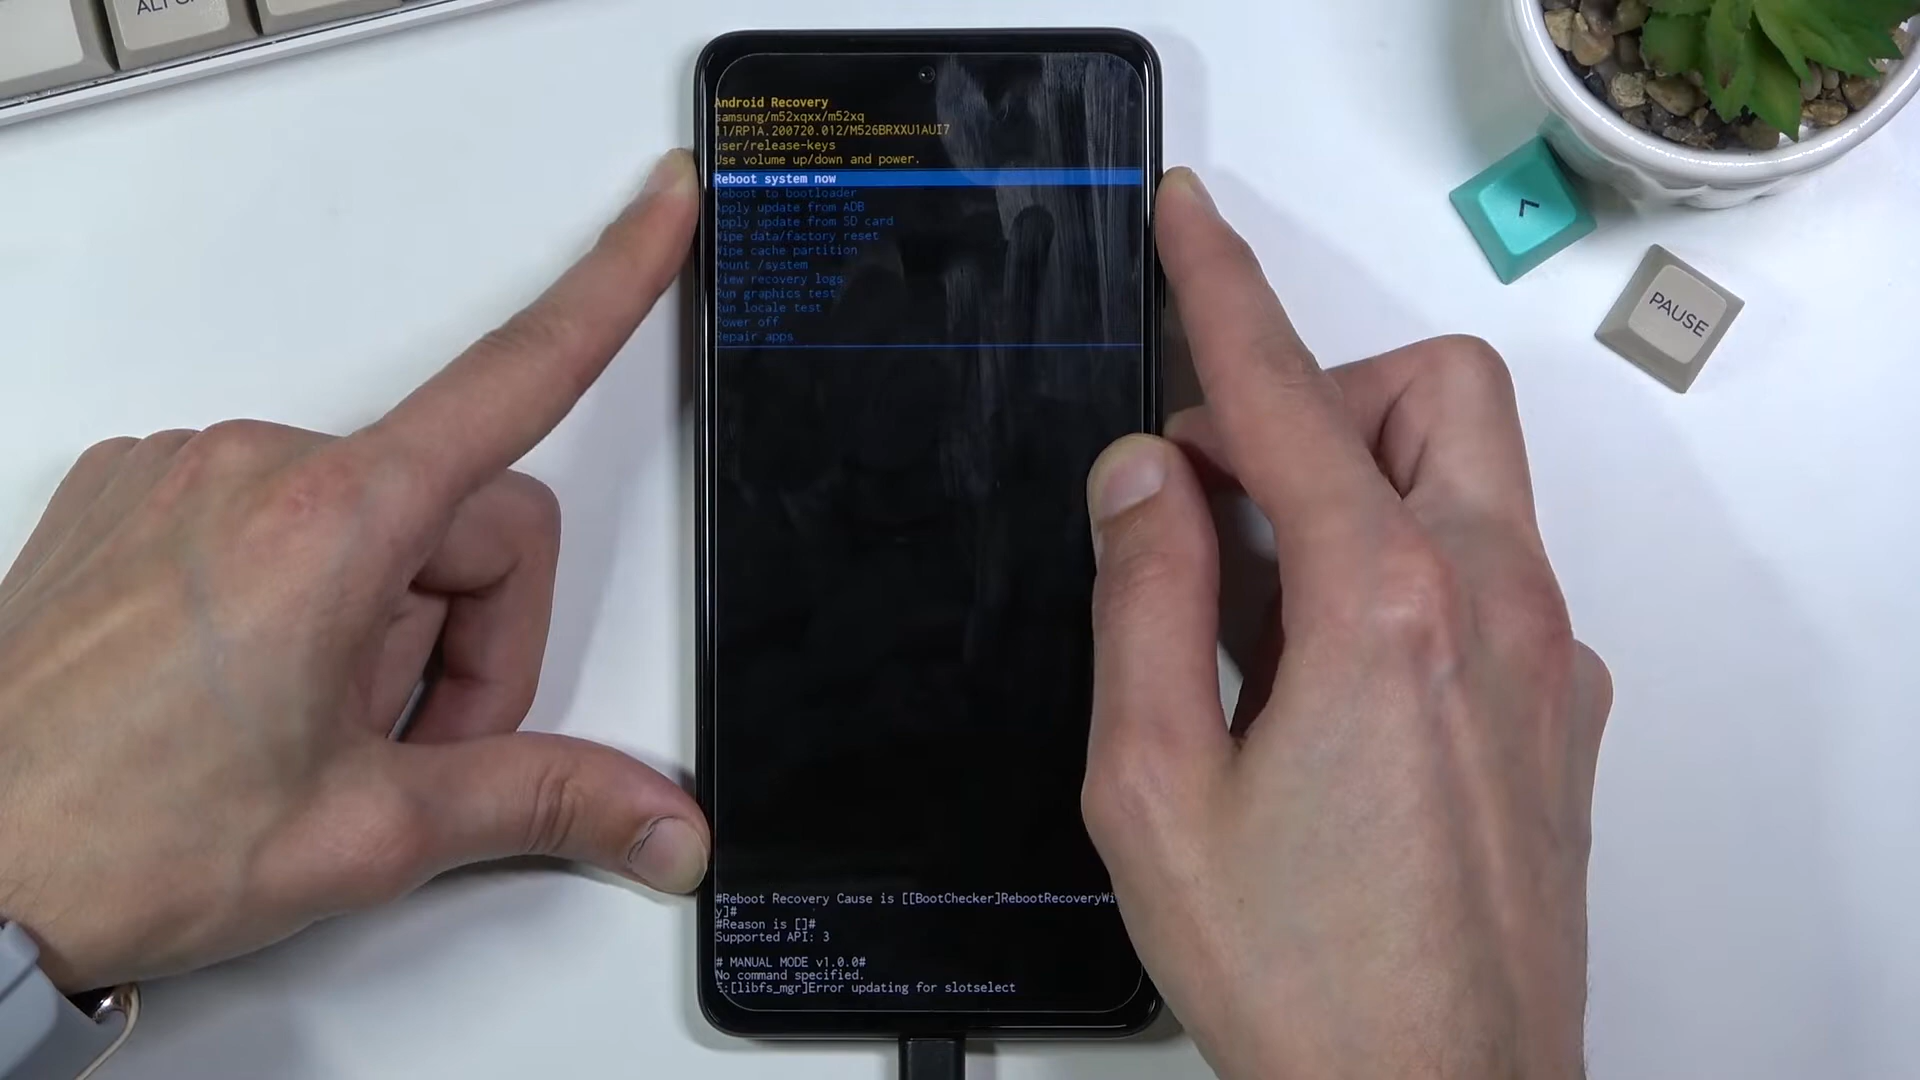 Android Recovery
samsung/m52xqxx/m52xq
11/RP1A.200720.012/M526BRXXU1AUI7
user/release-keys
Use volume up/down and power.
Reboot system now
Reboot to bootloader
Apply update from ADB
Apply update from SD card
Wipe data/factory reset
Wipe cache partition
Mount /system
View recovery logs
Run graphics test
Run locale test
Power off
Repair apps
PAUSE
#Reboot Recovery Cause is [[BootChecker]RebootRecoveryWi
y]#
#Reason is []#
Supported API: 3
# MANUAL MODE v1.0.0#
No command specified.
E:[libfs_mgr]Error updating for slotselect